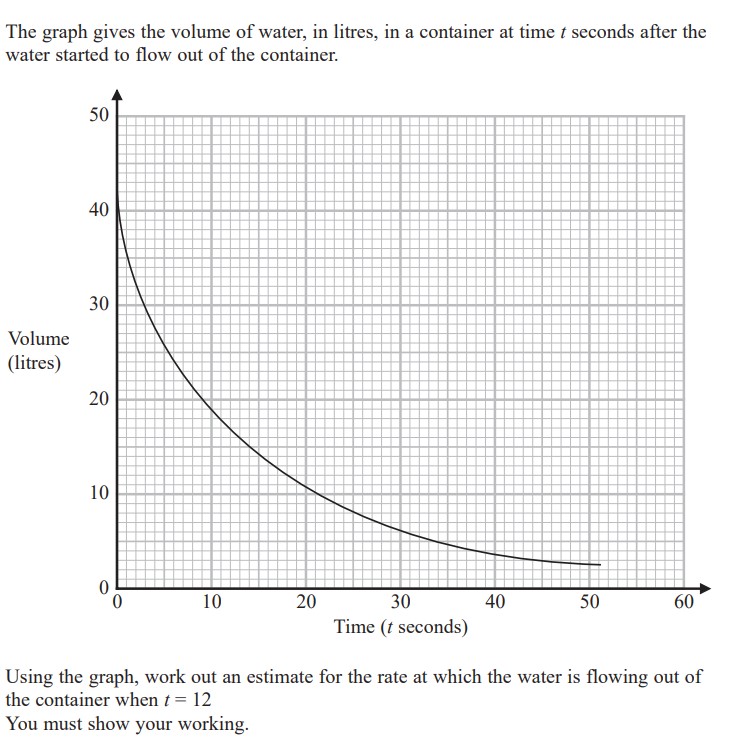 The graph gives the volume of water, in litres, in a container at time t seconds after the
water started to flow out of the container.
50
40
30
Volume
(litres)
20
10
0
0 10 20 30 40 50 60
Time (t seconds)
Using the graph, work out an estimate for the rate at which the water is flowing out of
the container when t = 12
You must show your working.